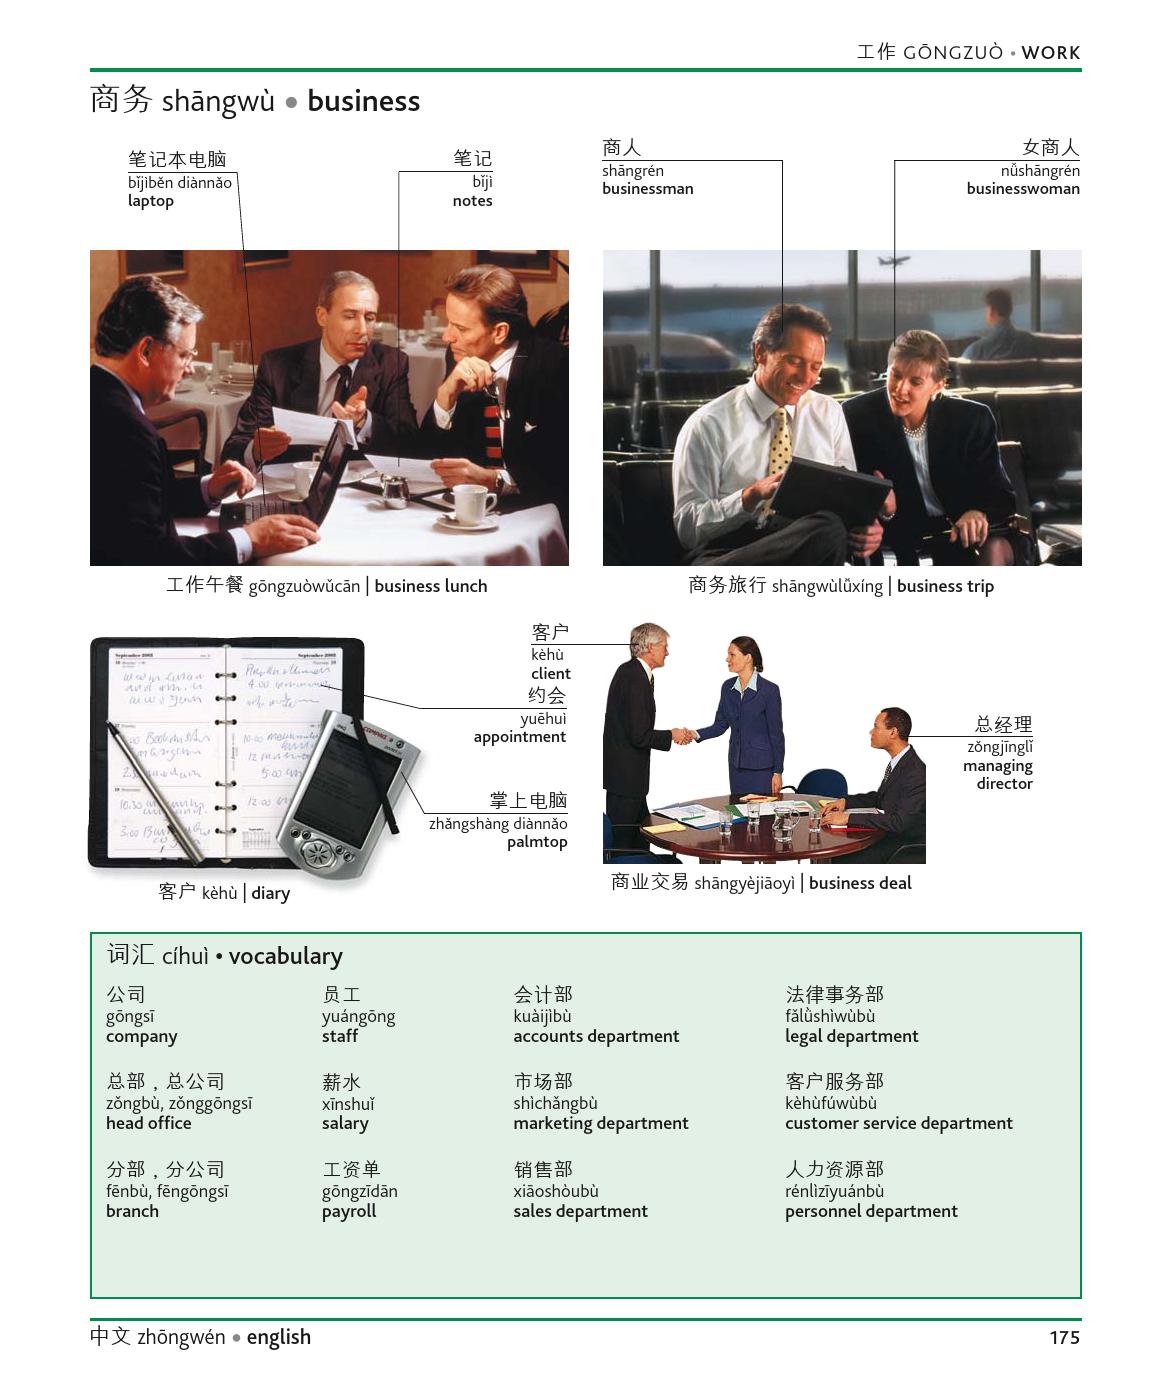 工作 GŌNGZUÒ • WORK
商务 shāngwù • business
笔记本电脑
bǐjìběn diànnǎo
laptop
笔记
bǐjì
notes
商人
shāngrén
businessman
女商人
nǚshāngrén
businesswoman
工作午餐 gōngzuòwǔcān | business lunch
商务旅行 shāngwùlǚxíng | business trip
客户
kèhù
client
约会
yuēhuì
appointment
掌上电脑
zhǎngshàng diànnǎo
palmtop
September 2002
September 2002
COMPAQ
客户 kèhù | diary
总经理
zǒngjīnglǐ
managing
director
商业交易 shāngyèjiāoyì | business deal
词汇 cíhuì • vocabulary
公司
gōngsī
company
总部，总公司
zǒngbù, zǒnggōngsī
head office
分部，分公司
fēnbù, fēngōngsī
branch
员工
yuángōng
staff
薪水
xīnshuǐ
salary
工资单
gōngzīdān
payroll
会计部
kuàijìbù
accounts department
市场部
shìchǎngbù
marketing department
销售部
xiāoshòubù
sales department
法律事务部
fǎlǜshìwùbù
legal department
客户服务部
kèhùfúwùbù
customer service department
人力资源部
rénlìzīyuánbù
personnel department
中文 zhōngwén • english
175